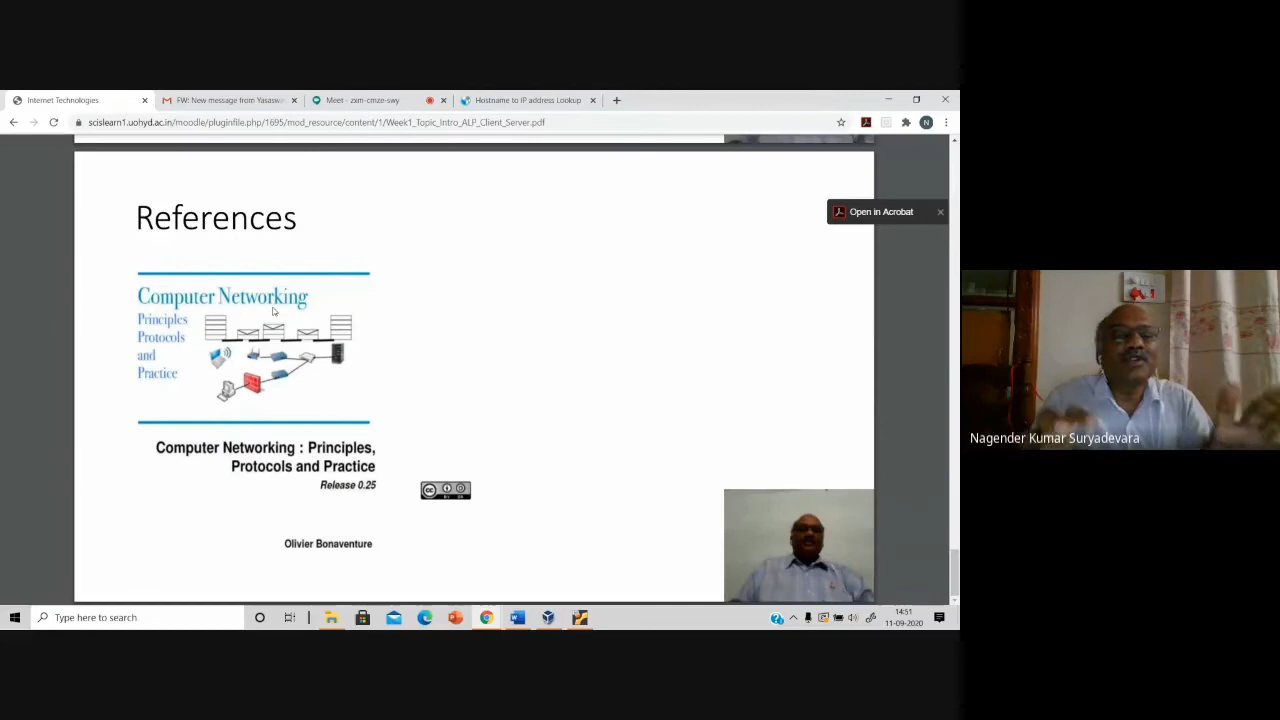 Internet Technologies
FW: New message from Yasaswi
Meet - zxim-cmze-swy
Hostname to IP address Lookup
scislearn1.uohyd.ac.in/moodle/pluginfile.php/1695/mod_resource/content/1/Week1_Topic_Intro_ALP_Client_Server.pdf
N
Open in Acrobat
References
Computer Networking
Principles
Protocols
and
Practice
Computer Networking : Principles,
Protocols and Practice
Release 0.25
cc
Olivier Bonaventure
Nagender Kumar Suryadevara
Type here to search
14:51
11-09-2020